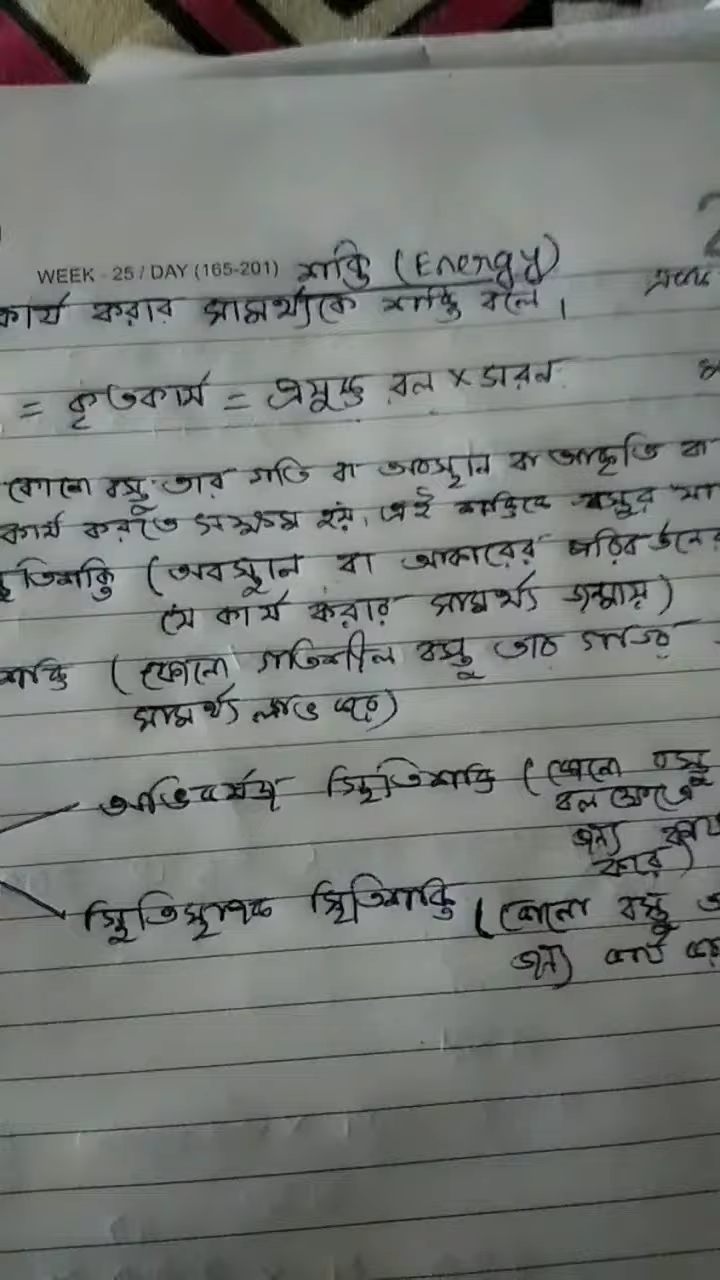 WEEK - 25 / DAY (165-201) শক্তি (Energy)
কার্য করার সামর্থ্যকে শক্তি বলে।
= কৃতকার্য = প্রযুক্ত বল × সরন
কোনো বস্তু তার গতি বা অবস্থান বা আকৃতি বা
কার্য করতে সক্ষম হয়, এই শক্তিকে বস্তুর
স্থিতিশক্তি (অবস্থান বা আকারের পরিবর্তনের
যে কার্য করার সামর্থ্য জন্মায়)
শক্তি (কোনো গতিশীল বস্তু তার গতির
সামর্থ্য লাভ করে)
অভিকর্ষজ স্থিতিশক্তি (কোনো বস্তু
বল
জন্য
করে)
স্থিতিস্থাপক স্থিতিশক্তি (কোনো বস্তু
জন্য কার্য